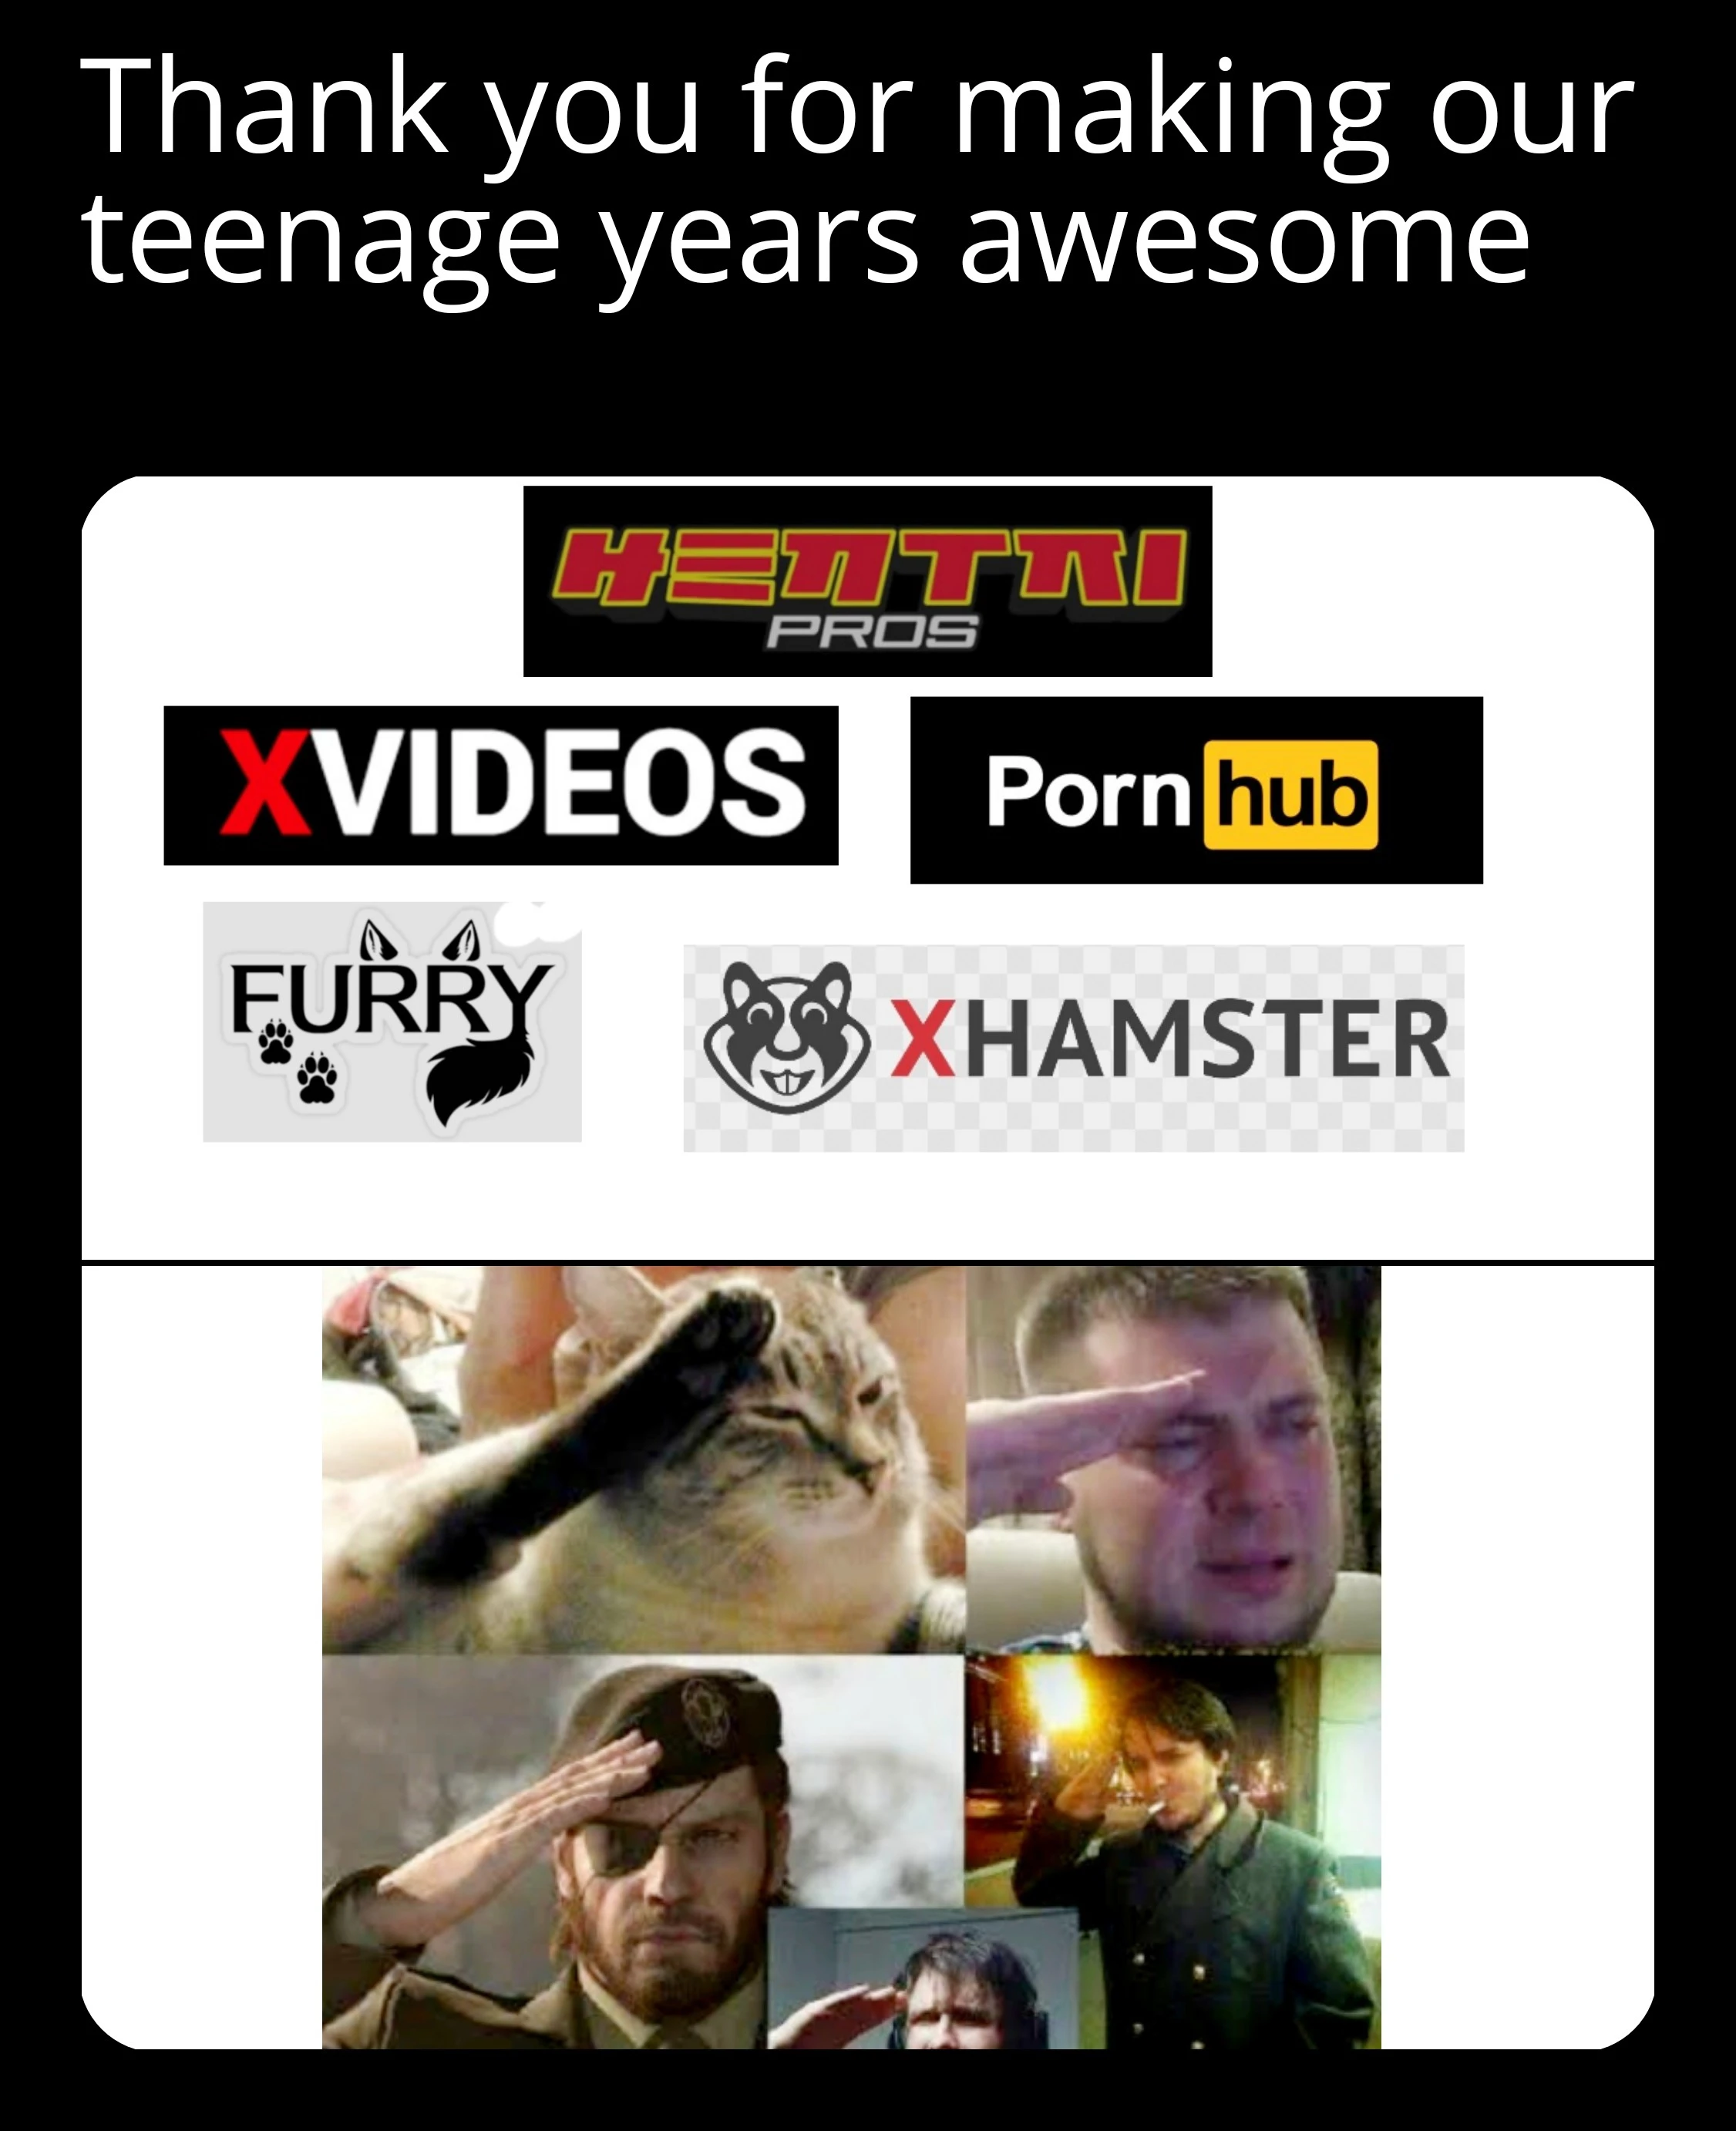 Thank you for making our
teenage years awesome
HENTAI
PROS
XVIDEOS
Porn hub
FURRY
XHAMSTER